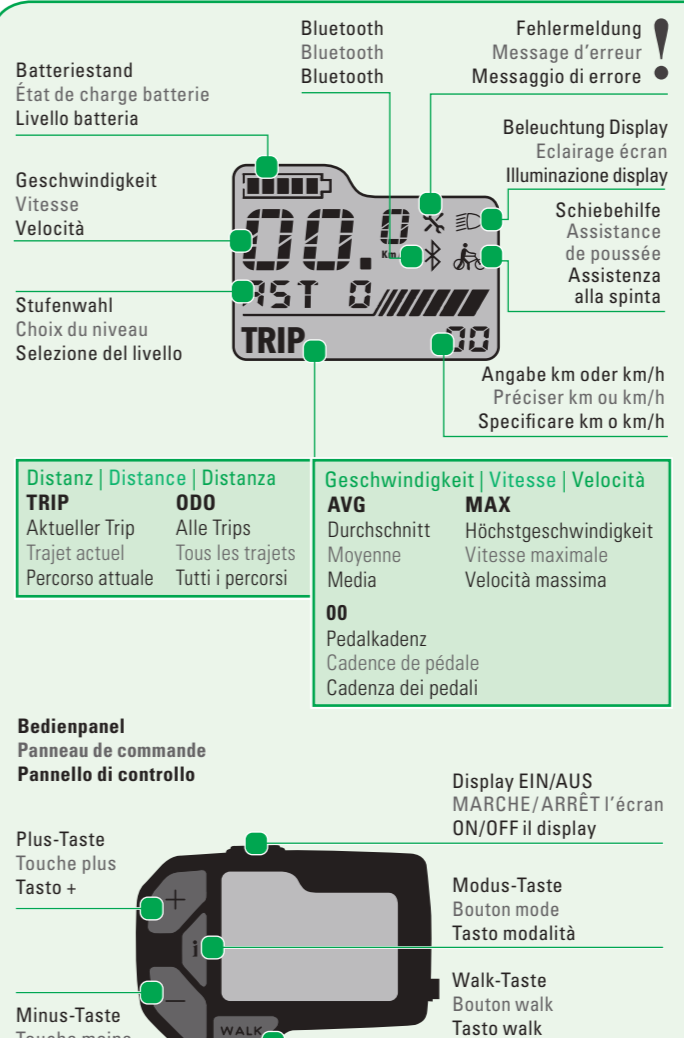 Bluetooth
Bluetooth
Bluetooth
Fehlermeldung
Message d'erreur
Messaggio di errore
!
Batteriestand
État de charge batterie
Livello batteria
Beleuchtung Display
Eclairage écran
Illuminazione display
Geschwindigkeit
Vitesse
Velocità
Schiebehilfe
Assistance
de poussée
Assistenza
alla spinta
Stufenwahl
Choix du niveau
Selezione del livello
00.0
Km
AST 0
TRIP 00
Angabe km oder km/h
Préciser km ou km/h
Specificare km o km/h
Distanz | Distance | Distanza
TRIP
Aktueller Trip
Trajet actuel
Percorso attuale
ODO
Alle Trips
Tous les trajets
Tutti i percorsi
Geschwindigkeit | Vitesse | Velocità
AVG
Durchschnitt
Moyenne
Media
MAX
Höchstgeschwindigkeit
Vitesse maximale
Velocità massima
00
Pedalkadenz
Cadence de pédale
Cadenza dei pedali
Bedienpanel
Panneau de commande
Pannello di controllo
Display EIN/AUS
MARCHE/ARRÊT l'écran
ON/OFF il display
Plus-Taste
Touche plus
Tasto +
Modus-Taste
Bouton mode
Tasto modalità
+
i
–
WALK
Walk-Taste
Bouton walk
Tasto walk
Minus-Taste
Touche moins